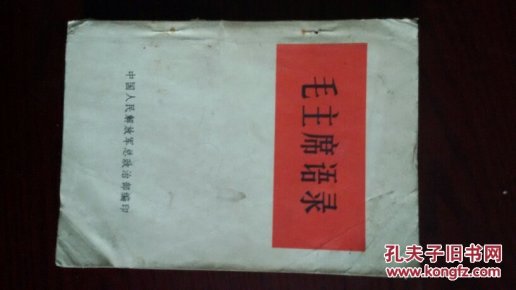 毛主席语录
中国人民解放军总政治部编印
孔夫子旧书网
www.kongfz.com